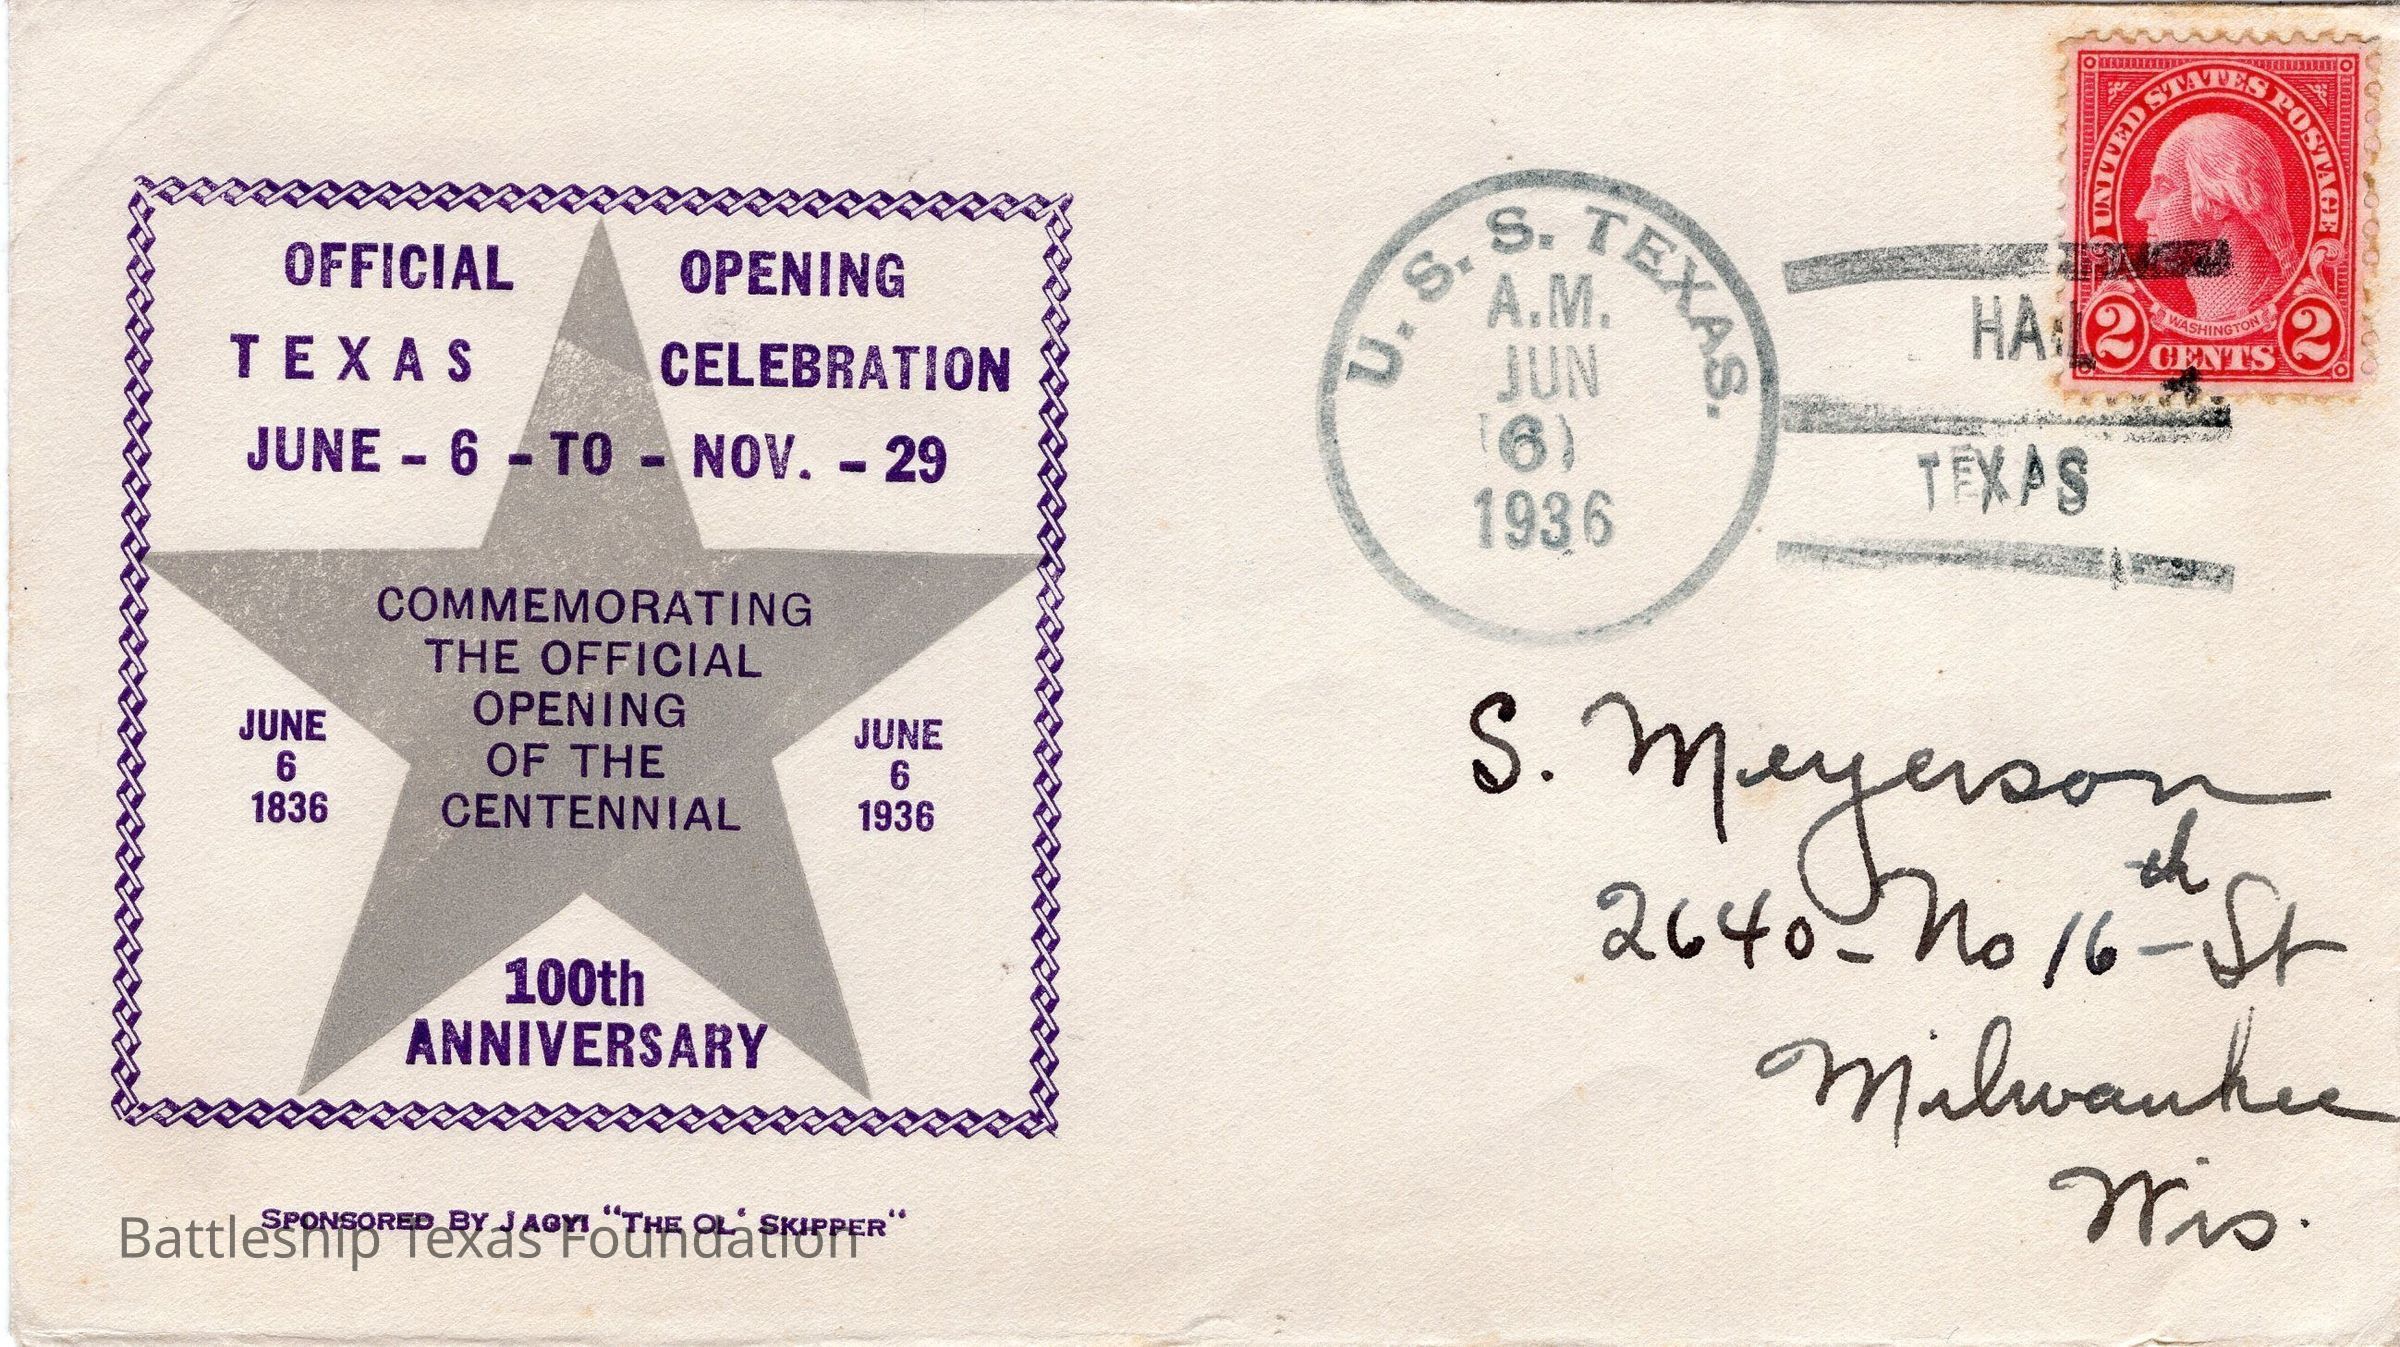 OFFICIAL OPENING
TEXAS CELEBRATION
JUNE - 6 - TO - NOV. - 29
COMMEMORATING
THE OFFICIAL
OPENING
OF THE
CENTENNIAL
JUNE
6
1836
JUNE
6
1936
100th
ANNIVERSARY
SPONSORED BY JAGYI "THE OL' SKIPPER"
Battleship Texas Foundation
U. S. S. TEXAS.
A.M.
JUN
(6)
1936
HAIL
TEXAS
UNITED STATES POSTAGE
WASHINGTON
2 CENTS 2
S. Meyerson
2640 - No 16th - St
Milwaukee
Wis.